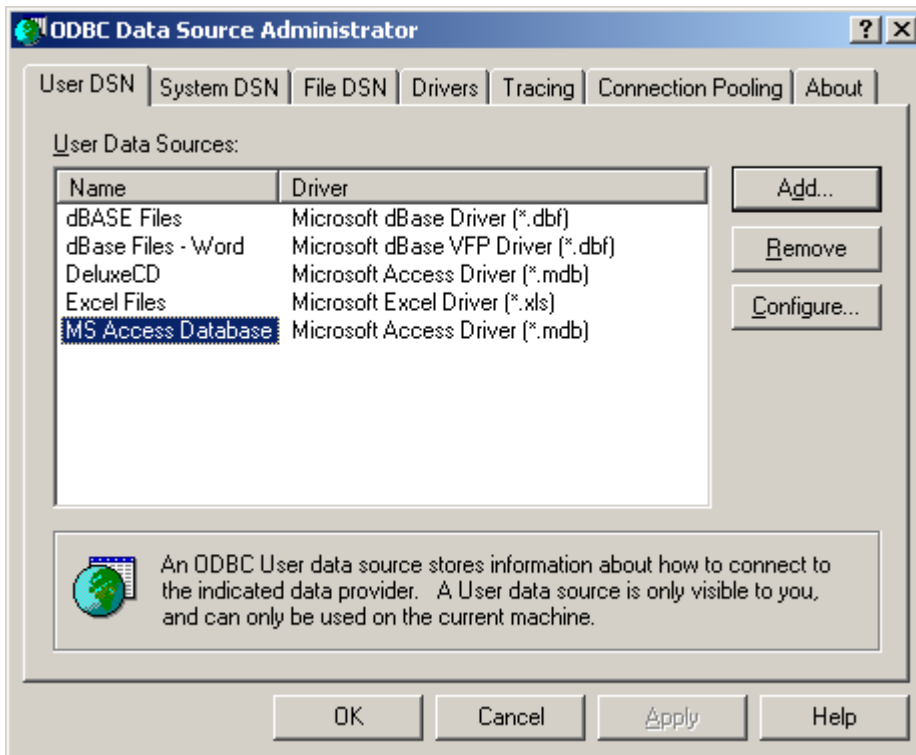 ODBC Data Source Administrator
User DSN System DSN File DSN Drivers Tracing Connection Pooling About
User Data Sources:
Name Driver
dBASE Files Microsoft dBase Driver (*.dbf)
dBase Files - Word Microsoft dBase VFP Driver (*.dbf)
DeluxeCD Microsoft Access Driver (*.mdb)
Excel Files Microsoft Excel Driver (*.xls)
MS Access Database Microsoft Access Driver (*.mdb)
Add...
Remove
Configure...
An ODBC User data source stores information about how to connect to
the indicated data provider. A User data source is only visible to you,
and can only be used on the current machine.
OK Cancel Apply Help